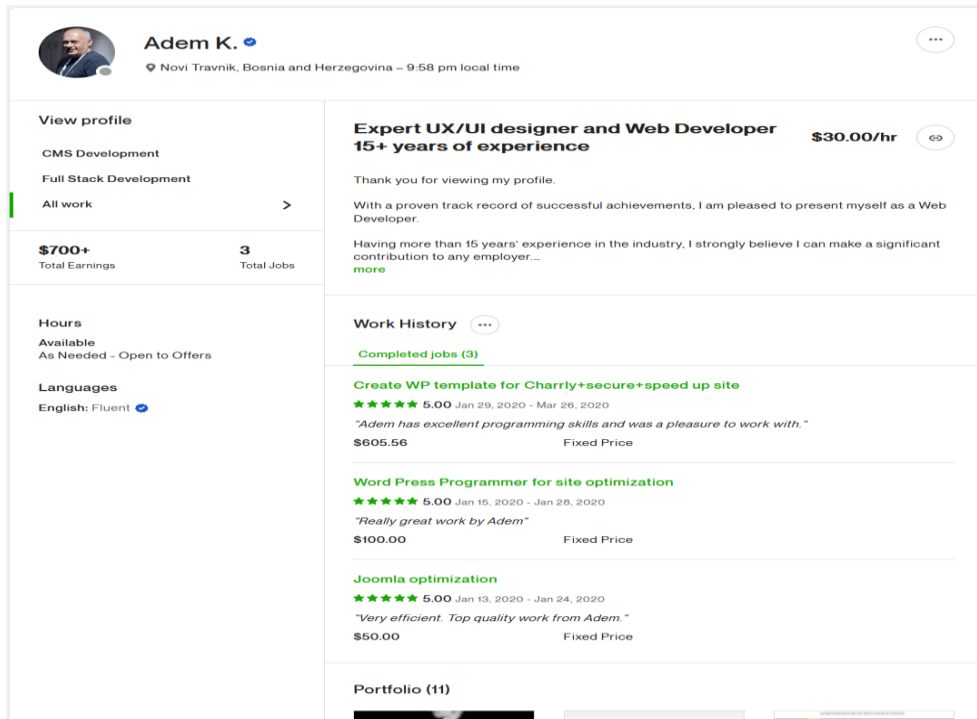 Adem K.
Novi Travnik, Bosnia and Herzegovina – 9:58 pm local time
View profile
CMS Development
Full Stack Development
All work
$700+
Total Earnings
3
Total Jobs
Hours
Available
As Needed - Open to Offers
Languages
English: Fluent
Expert UX/UI designer and Web Developer
15+ years of experience
$30.00/hr
Thank you for viewing my profile.
With a proven track record of successful achievements, I am pleased to present myself as a Web
Developer.
Having more than 15 years' experience in the industry, I strongly believe I can make a significant
contribution to any employer....
more
Work History
Completed jobs (3)
Create WP template for Charrly+secure+speed up site
5.00 Jan 29, 2020 - Mar 26, 2020
"Adem has excellent programming skills and was a pleasure to work with."
$605.56 Fixed Price
Word Press Programmer for site optimization
5.00 Jan 15, 2020 - Jan 28, 2020
"Really great work by Adem"
$100.00 Fixed Price
Joomla optimization
5.00 Jan 13, 2020 - Jan 24, 2020
"Very efficient. Top quality work from Adem."
$50.00 Fixed Price
Portfolio (11)